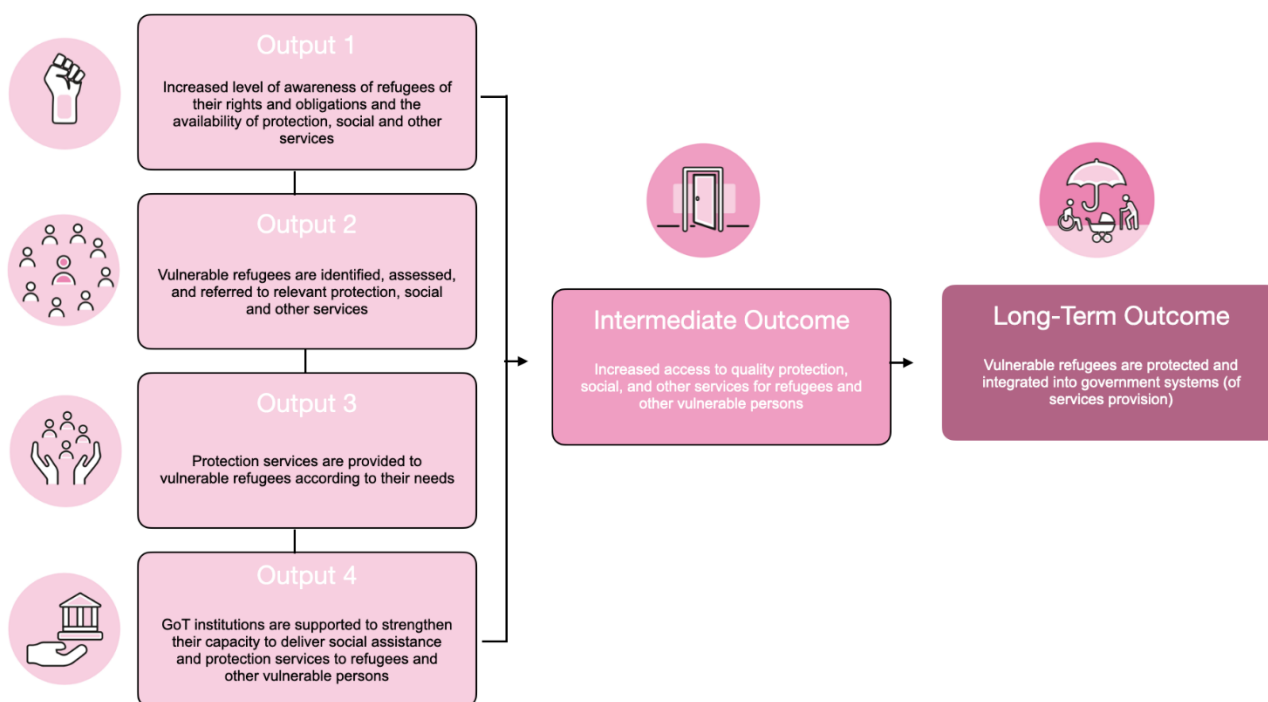 Output 1
Increased level of awareness of refugees of
their rights and obligations and the
availability of protection, social and other
services
Output 2
Vulnerable refugees are identified, assessed,
and referred to relevant protection, social
and other services
Output 3
Protection services are provided to
vulnerable refugees according to their needs
Output 4
GoT institutions are supported to strengthen
their capacity to deliver social assistance
and protection services to refugees and
other vulnerable persons
Intermediate Outcome
Increased access to quality protection,
social, and other services for refugees and
other vulnerable persons
Long-Term Outcome
Vulnerable refugees are protected and
integrated into government systems (of
services provision)